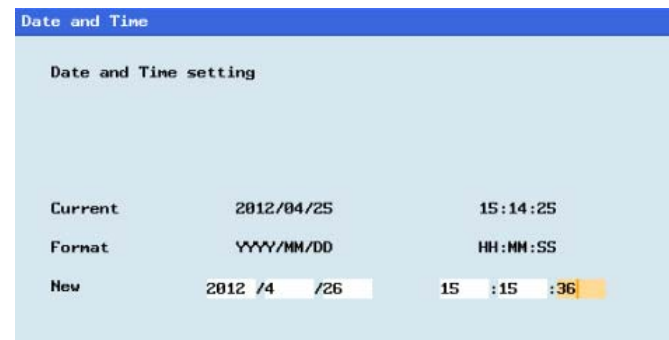 Date and Time
Date and Time setting
Current 2012/04/25 15:14:25
Format YYYY/MM/DD HH:MM:SS
New 2012 /4 /26 15 :15 :36